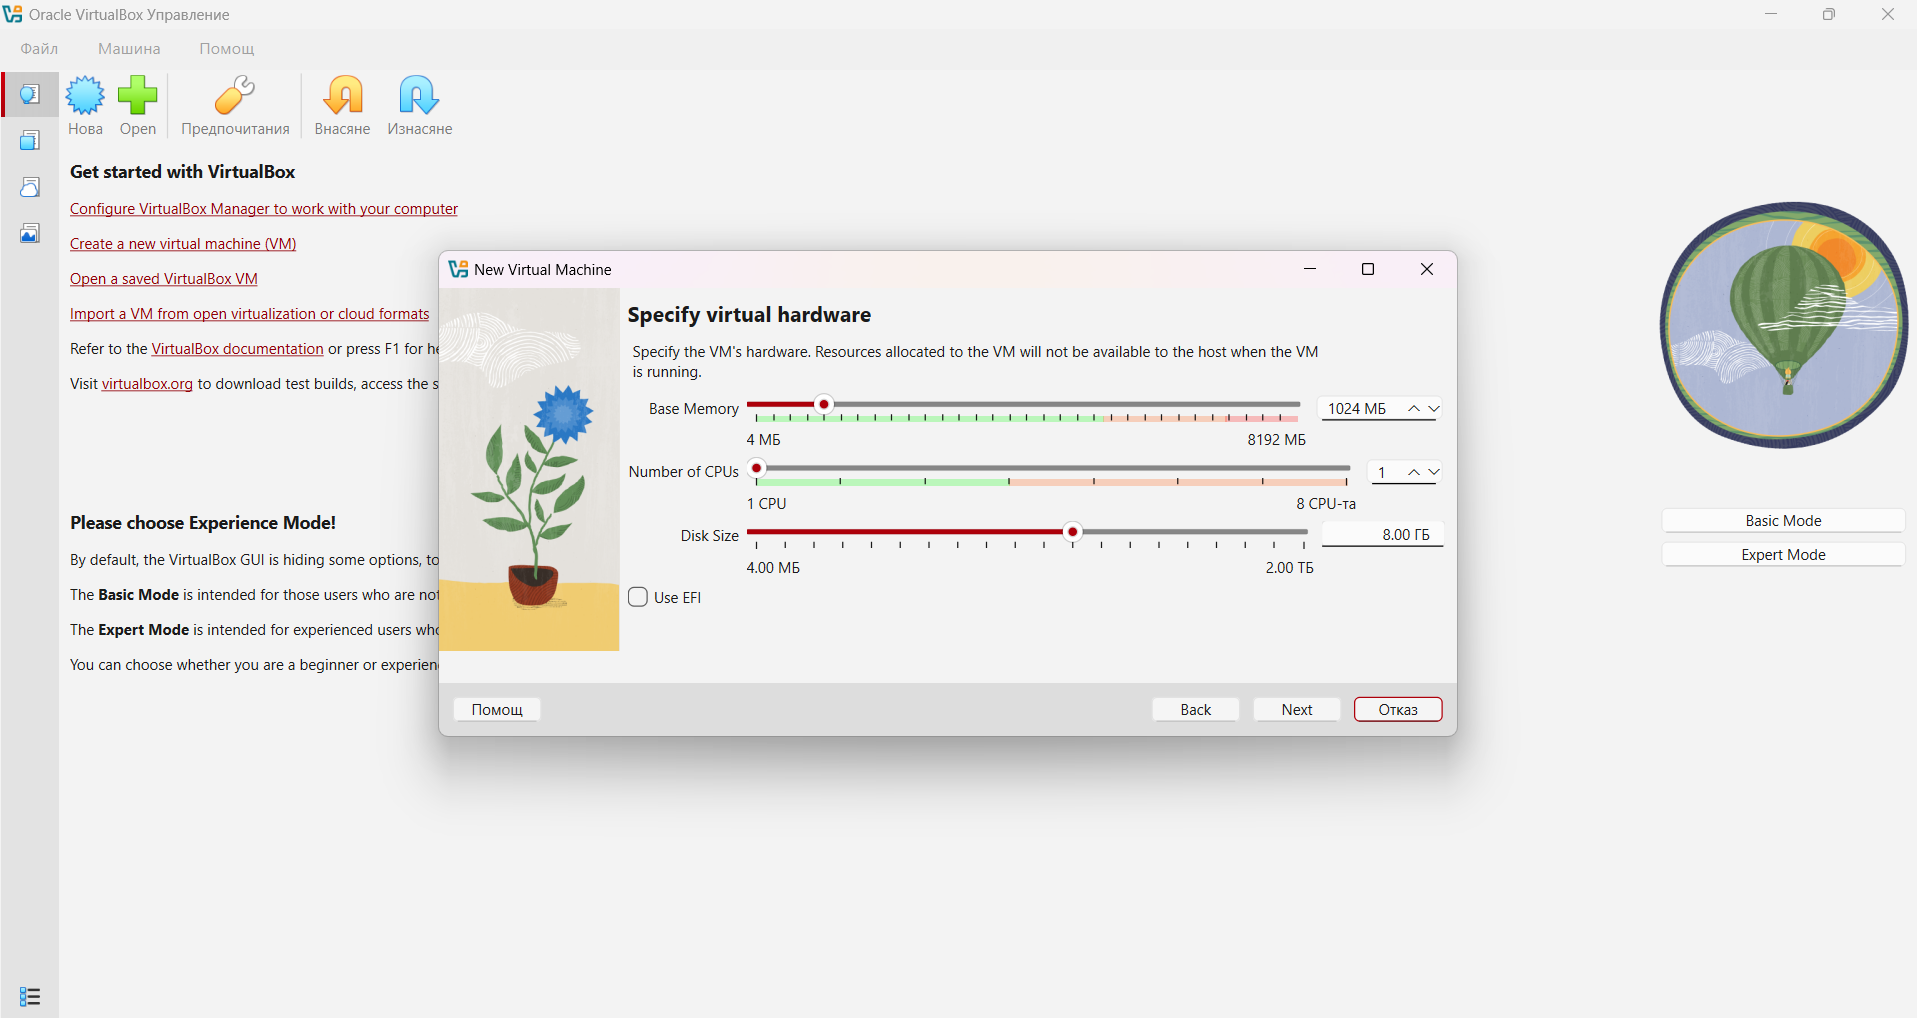 Oracle VirtualBox Управление
Файл Машина Помощ
Нова Open Предпочитания Внасяне Изнасяне
Get started with VirtualBox
Configure VirtualBox Manager to work with your computer
Create a new virtual machine (VM)
Open a saved VirtualBox VM
Import a VM from open virtualization or cloud formats
Refer to the VirtualBox documentation or press F1 for
Visit virtualbox.org to download test builds, access the
Please choose Experience Mode!
By default, the VirtualBox GUI is hiding some options, to
The Basic Mode is intended for those users who are not
The Expert Mode is intended for experienced users who
You can choose whether you are a beginner or
New Virtual Machine
Specify virtual hardware
Specify the VM's hardware. Resources allocated to the VM will not be available to the host when the VM
is running.
Base Memory 1024 МБ
4 МБ 8192 МБ
Number of CPUs 1
1 CPU 8 CPU-та
Disk Size 8.00 ГБ
4.00 МБ 2.00 ТБ
Use EFI
Помощ Back Next Отказ
Basic Mode
Expert Mode